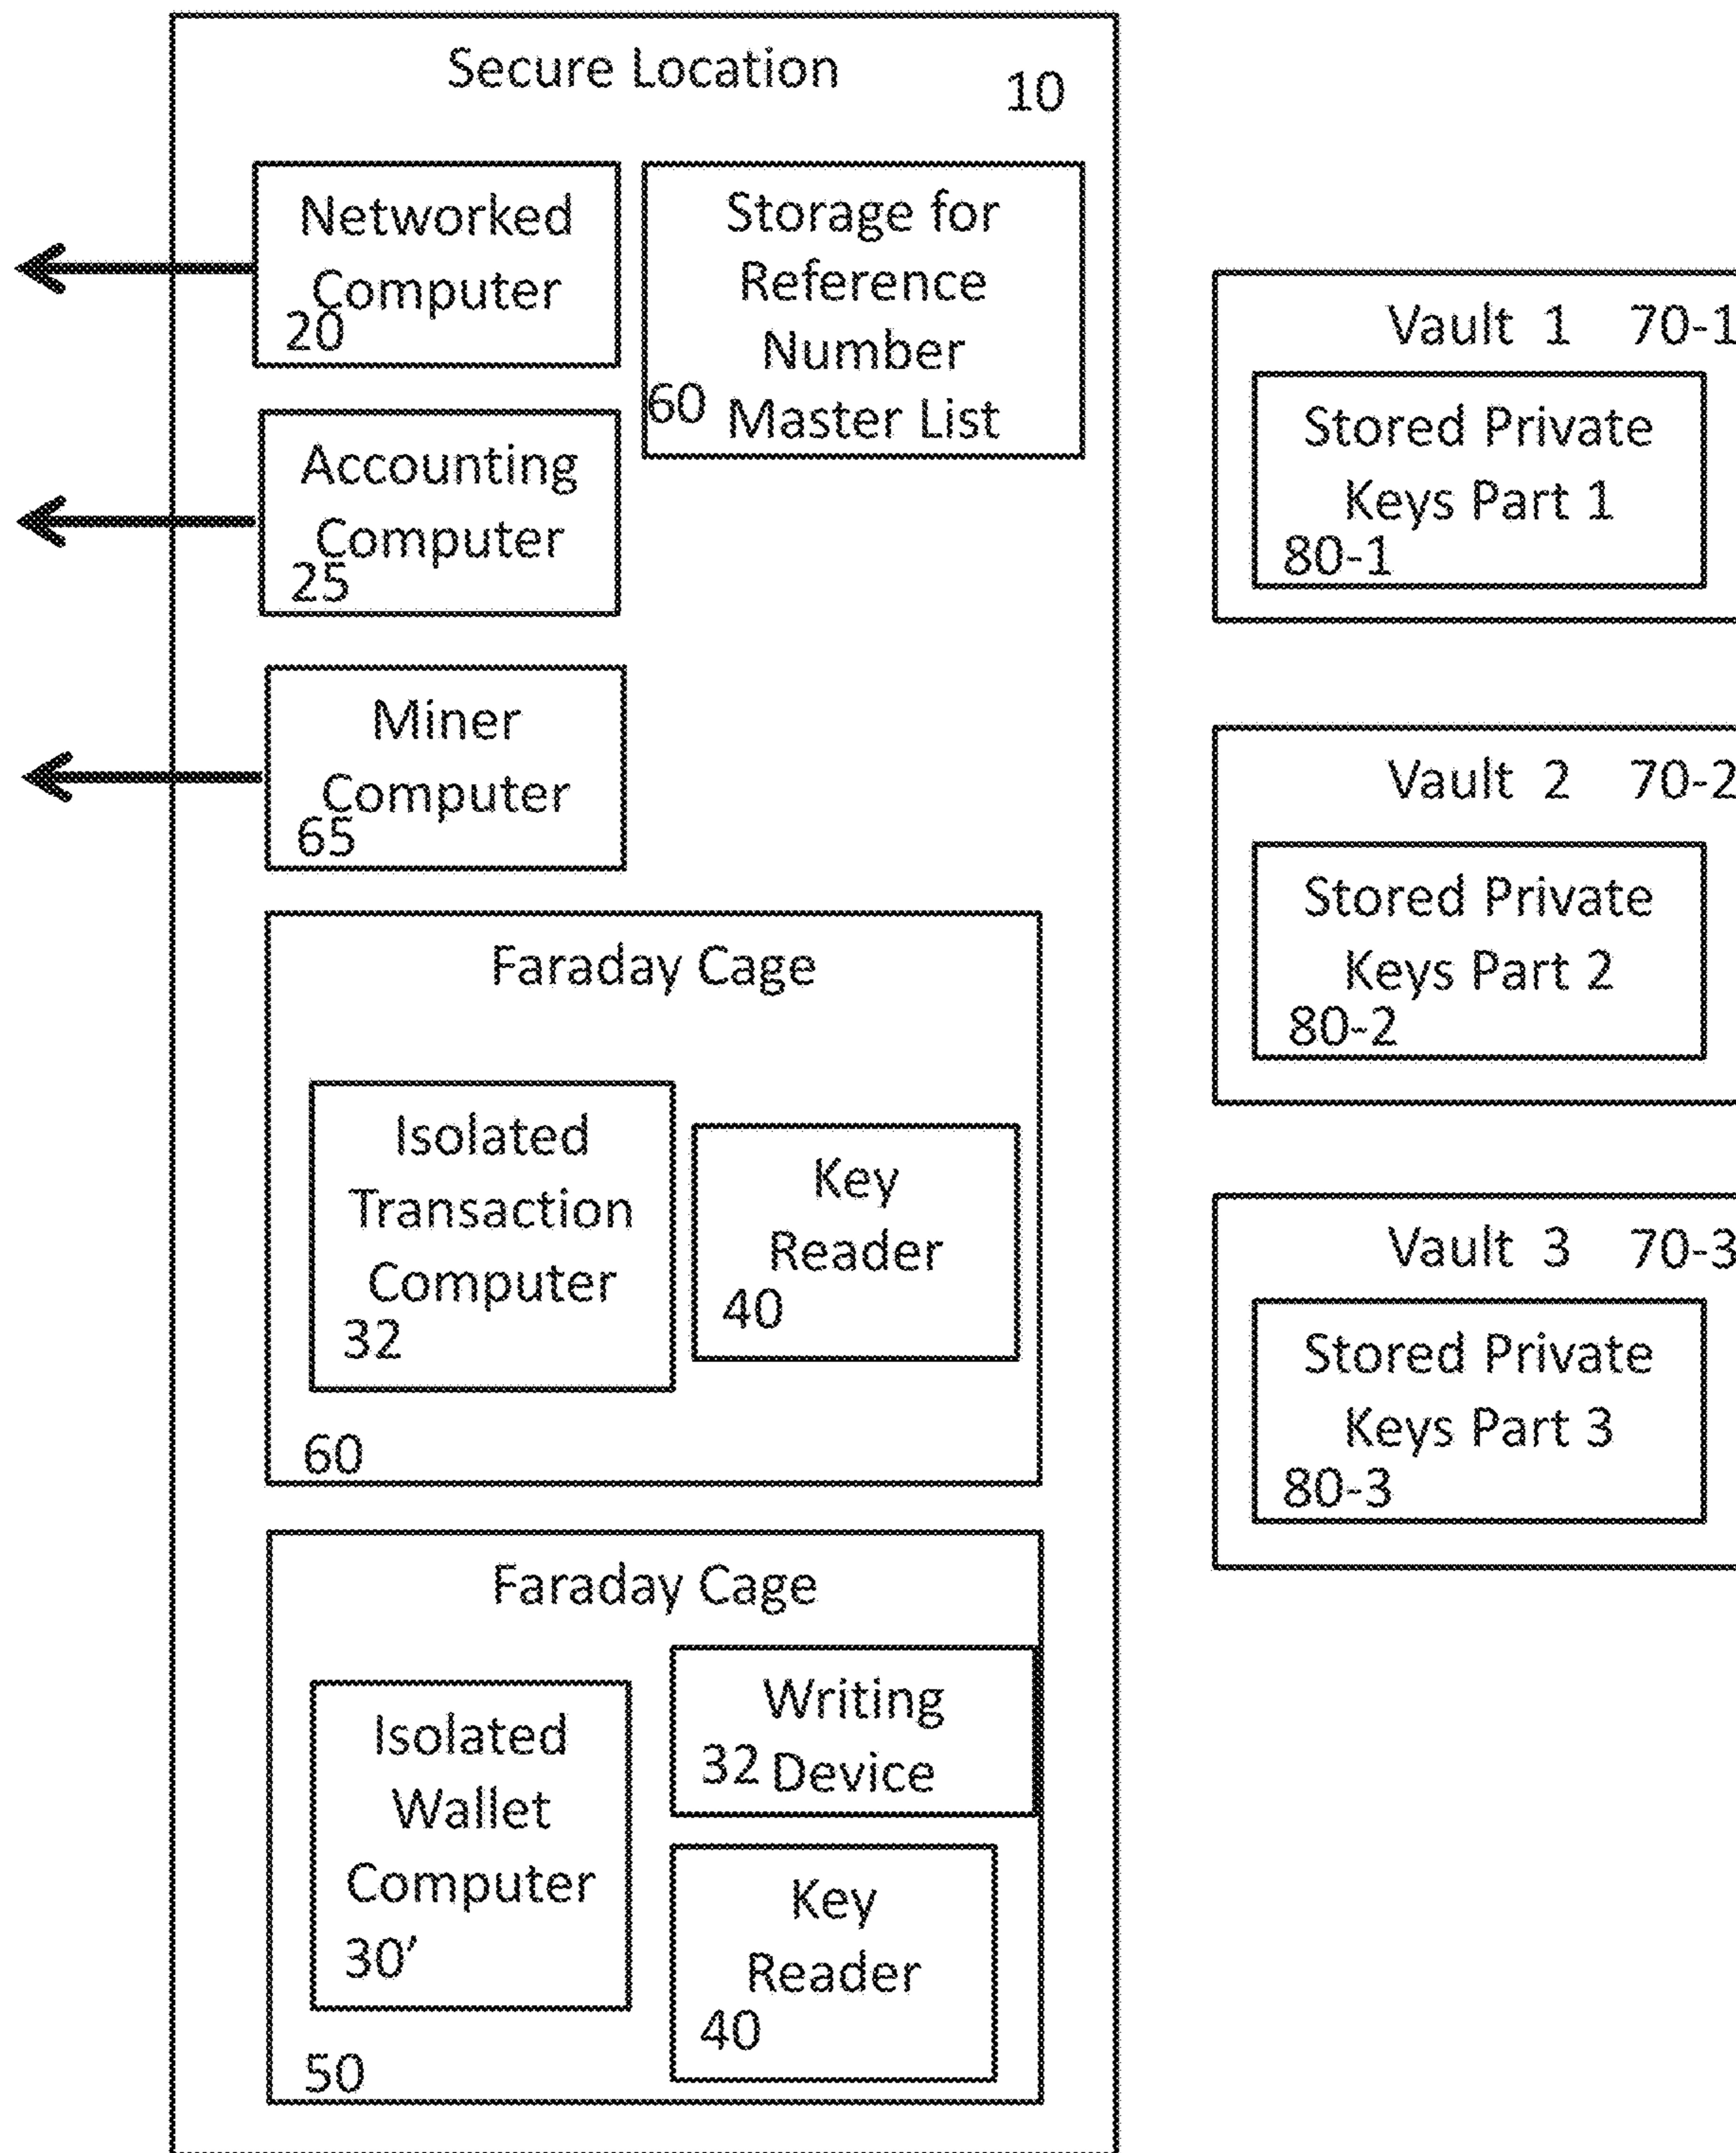 Secure Location
10
Networked
Computer
20
Storage for
Reference
Number
60 Master List
Accounting
Computer
25
Miner
Computer
65
Faraday Cage
Isolated
Transaction
Computer
32
Key
Reader
40
60
Faraday Cage
Isolated
Wallet
Computer
30’
Writing
32 Device
Key
Reader
40
50
Vault 1 70-1
Stored Private
Keys Part 1
80-1
Vault 2 70-2
Stored Private
Keys Part 2
80-2
Vault 3 70-3
Stored Private
Keys Part 3
80-3